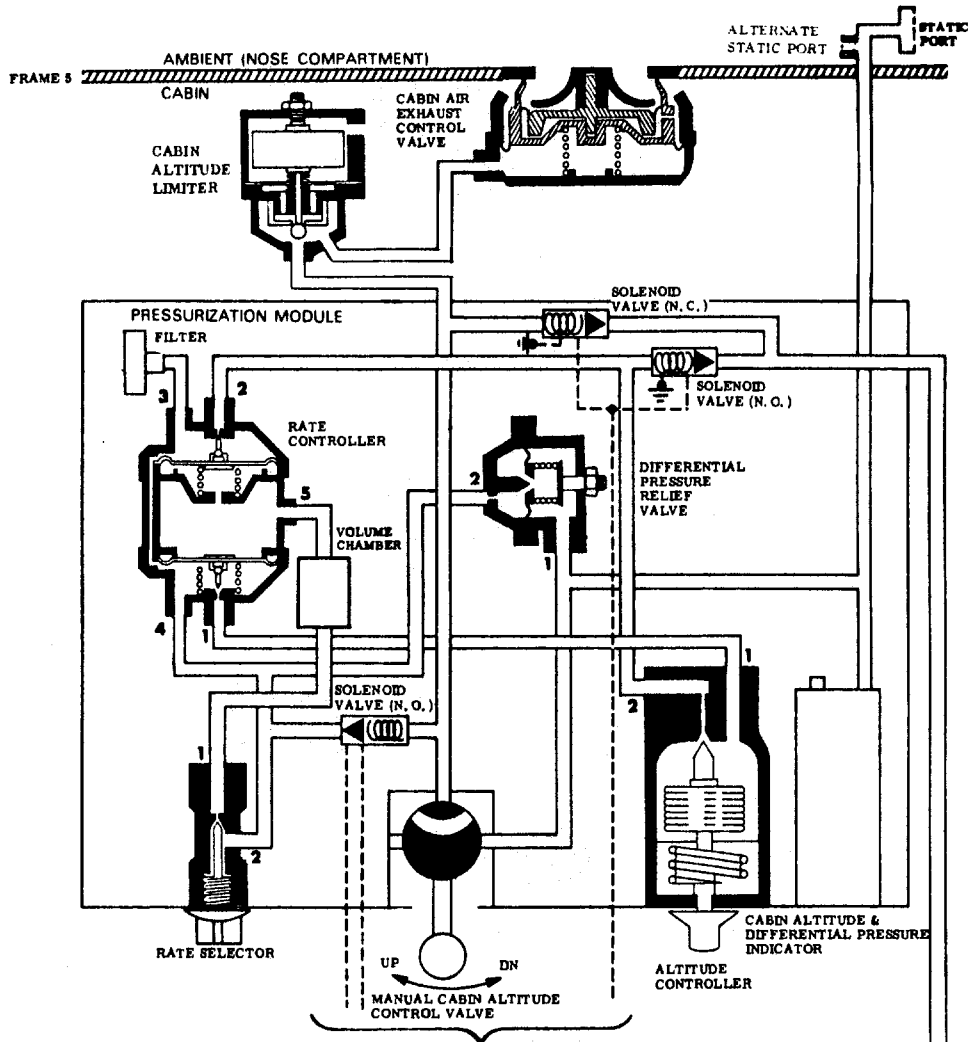 ALTERNATE
STATIC PORT
STATIC
PORT
AMBIENT (NOSE COMPARTMENT)
FRAME 5
CABIN
CABIN AIR
EXHAUST
CONTROL
VALVE
CABIN
ALTITUDE
LIMITER
SOLENOID
VALVE (N.C.)
PRESSURIZATION MODULE
FILTER
3
2
SOLENOID
VALVE (N.O.)
RATE
CONTROLLER
2
DIFFERENTIAL
PRESSURE
RELIEF
VALVE
5
VOLUME
CHAMBER
1
4
1
1
SOLENOID
VALVE (N.O.)
2
1
2
RATE SELECTOR
UP
DN
MANUAL CABIN ALTITUDE
CONTROL VALVE
CABIN ALTITUDE &
DIFFERENTIAL PRESSURE
INDICATOR
ALTITUDE
CONTROLLER